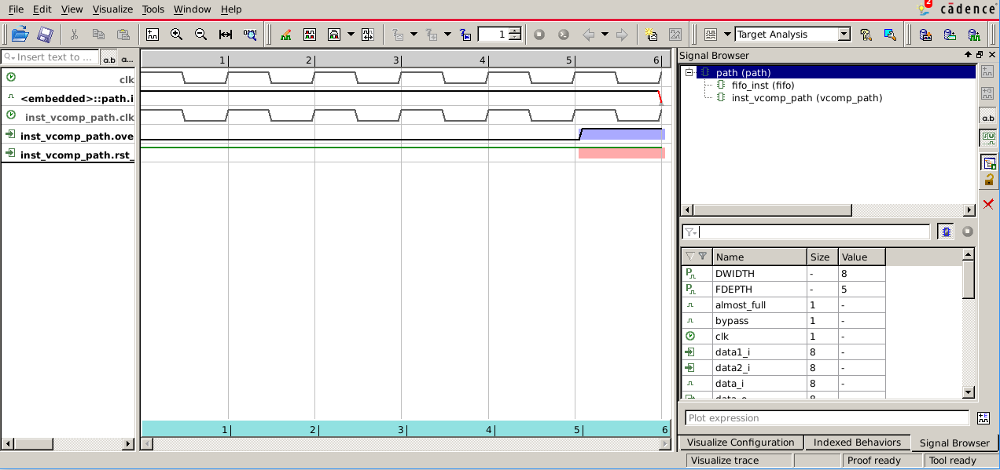 File Edit View Visualize Tools Window Help
2 cādence
1 Target Analysis
Insert text to ... a.b a...
1 2 3 4 5 6
clk
<embedded>::path.i
inst_vcomp_path.clk
inst_vcomp_path.ove
inst_vcomp_path.rst_
1 2 3 4 5 6
Signal Browser
path (path)
fifo_inst (fifo)
inst_vcomp_path (vcomp_path)
a.b
Name Size Value
DWIDTH - 8
FDEPTH - 5
almost_full 1 -
bypass 1 -
clk 1 -
data1_i 8 -
data2_i 8 -
data_i 8 -
data_o 8 -
Plot expression
Visualize Configuration Indexed Behaviors Signal Browser
Visualize trace Proof ready Tool ready